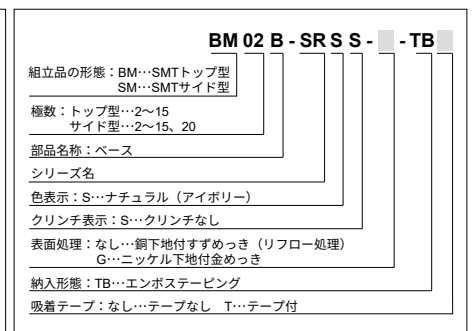 BM 02 B - SR S S - - TB
組立品の形態：BM…SMTトップ型
SM…SMTサイド型
極数：トップ型…2～15
サイド型…2～15、20
部品名称：ベース
シリーズ名
色表示：S…ナチュラル（アイボリー）
クリンチ表示：S…クリンチなし
表面処理：なし…銅下地付すずめっき（リフロー処理）
G…ニッケル下地付金めっき
納入形態：TB…エンボステーピング
吸着テープ：なし…テープなし　T…テープ付